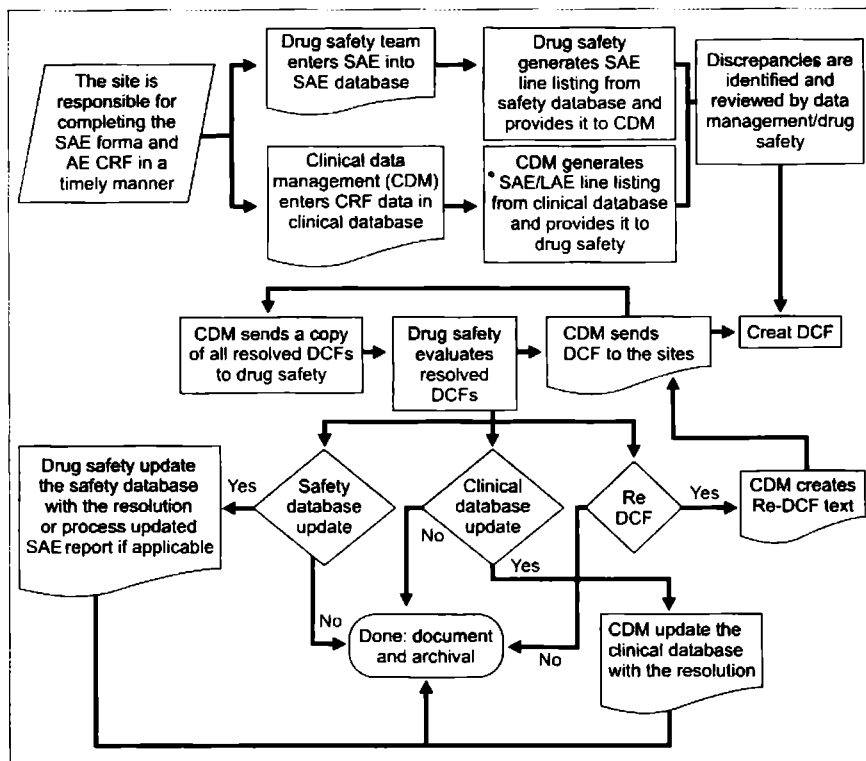 The site is
responsible for
completing the
SAE forma and
AE CRF in a
timely manner
Drug safety team
enters SAE into
SAE database
Drug safety
generates SAE
line listing from
safety database and
provides it to CDM
Discrepancies are
identified and
reviewed by data
management/drug
safety
Clinical data
management (CDM)
enters CRF data in
clinical database
CDM generates
SAE/LAE line listing
from clinical database
and provides it to
drug safety
CDM sends a copy
of all resolved DCFs
to drug safety
Drug safety
evaluates
resolved
DCFs
CDM sends
DCF to the sites
Creat DCF
Drug safety update
the safety database
with the resolution
or process updated
SAE report if applicable
Yes
Safety
database
update
No
Clinical
database
update
No
Yes
Re
DCF
Yes
No
CDM creates
Re-DCF text
Done: document
and archival
CDM update the
clinical database
with the resolution